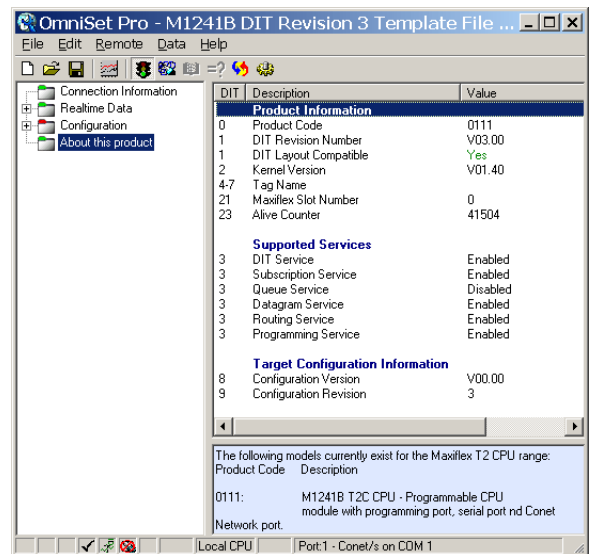 OmniSet Pro - M1241B DIT Revision 3 Template File ...
File Edit Remote Data Help
=?
Connection Information
Realtime Data
Configuration
About this product
DIT Description Value
Product Information
0 Product Code 0111
1 DIT Revision Number V03.00
1 DIT Layout Compatible Yes
2 Kernel Version V01.40
4-7 Tag Name
21 Maxiflex Slot Number 0
23 Alive Counter 41504
Supported Services
3 DIT Service Enabled
3 Subscription Service Enabled
3 Queue Service Disabled
3 Datagram Service Enabled
3 Routing Service Enabled
3 Programming Service Enabled
Target Configuration Information
8 Configuration Version V00.00
9 Configuration Revision 3
The following models currently exist for the Maxiflex T2 CPU range:
Product Code Description
0111: M1241B T2C CPU - Programmable CPU
module with programming port, serial port nd Conet
Network port.
Local CPU Port:1 - Conet/s on COM 1